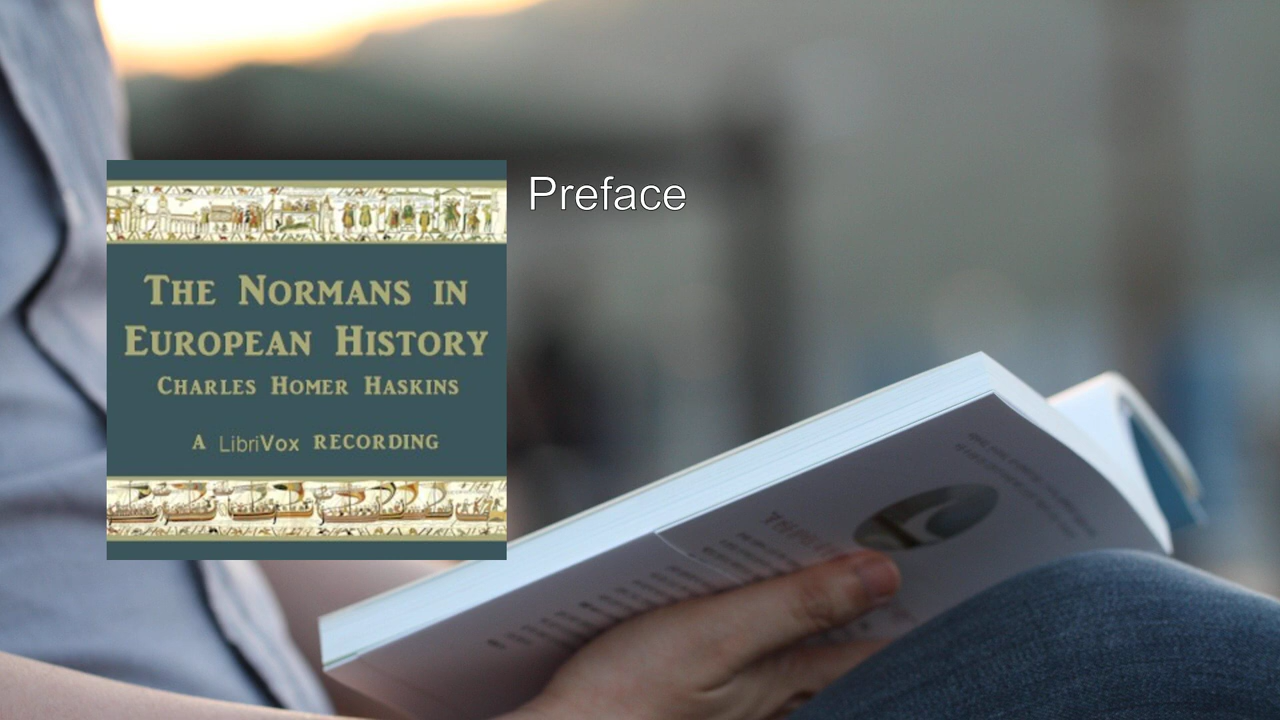 Preface
The Normans in
European History
Charles Homer Haskins
A LibriVox recording